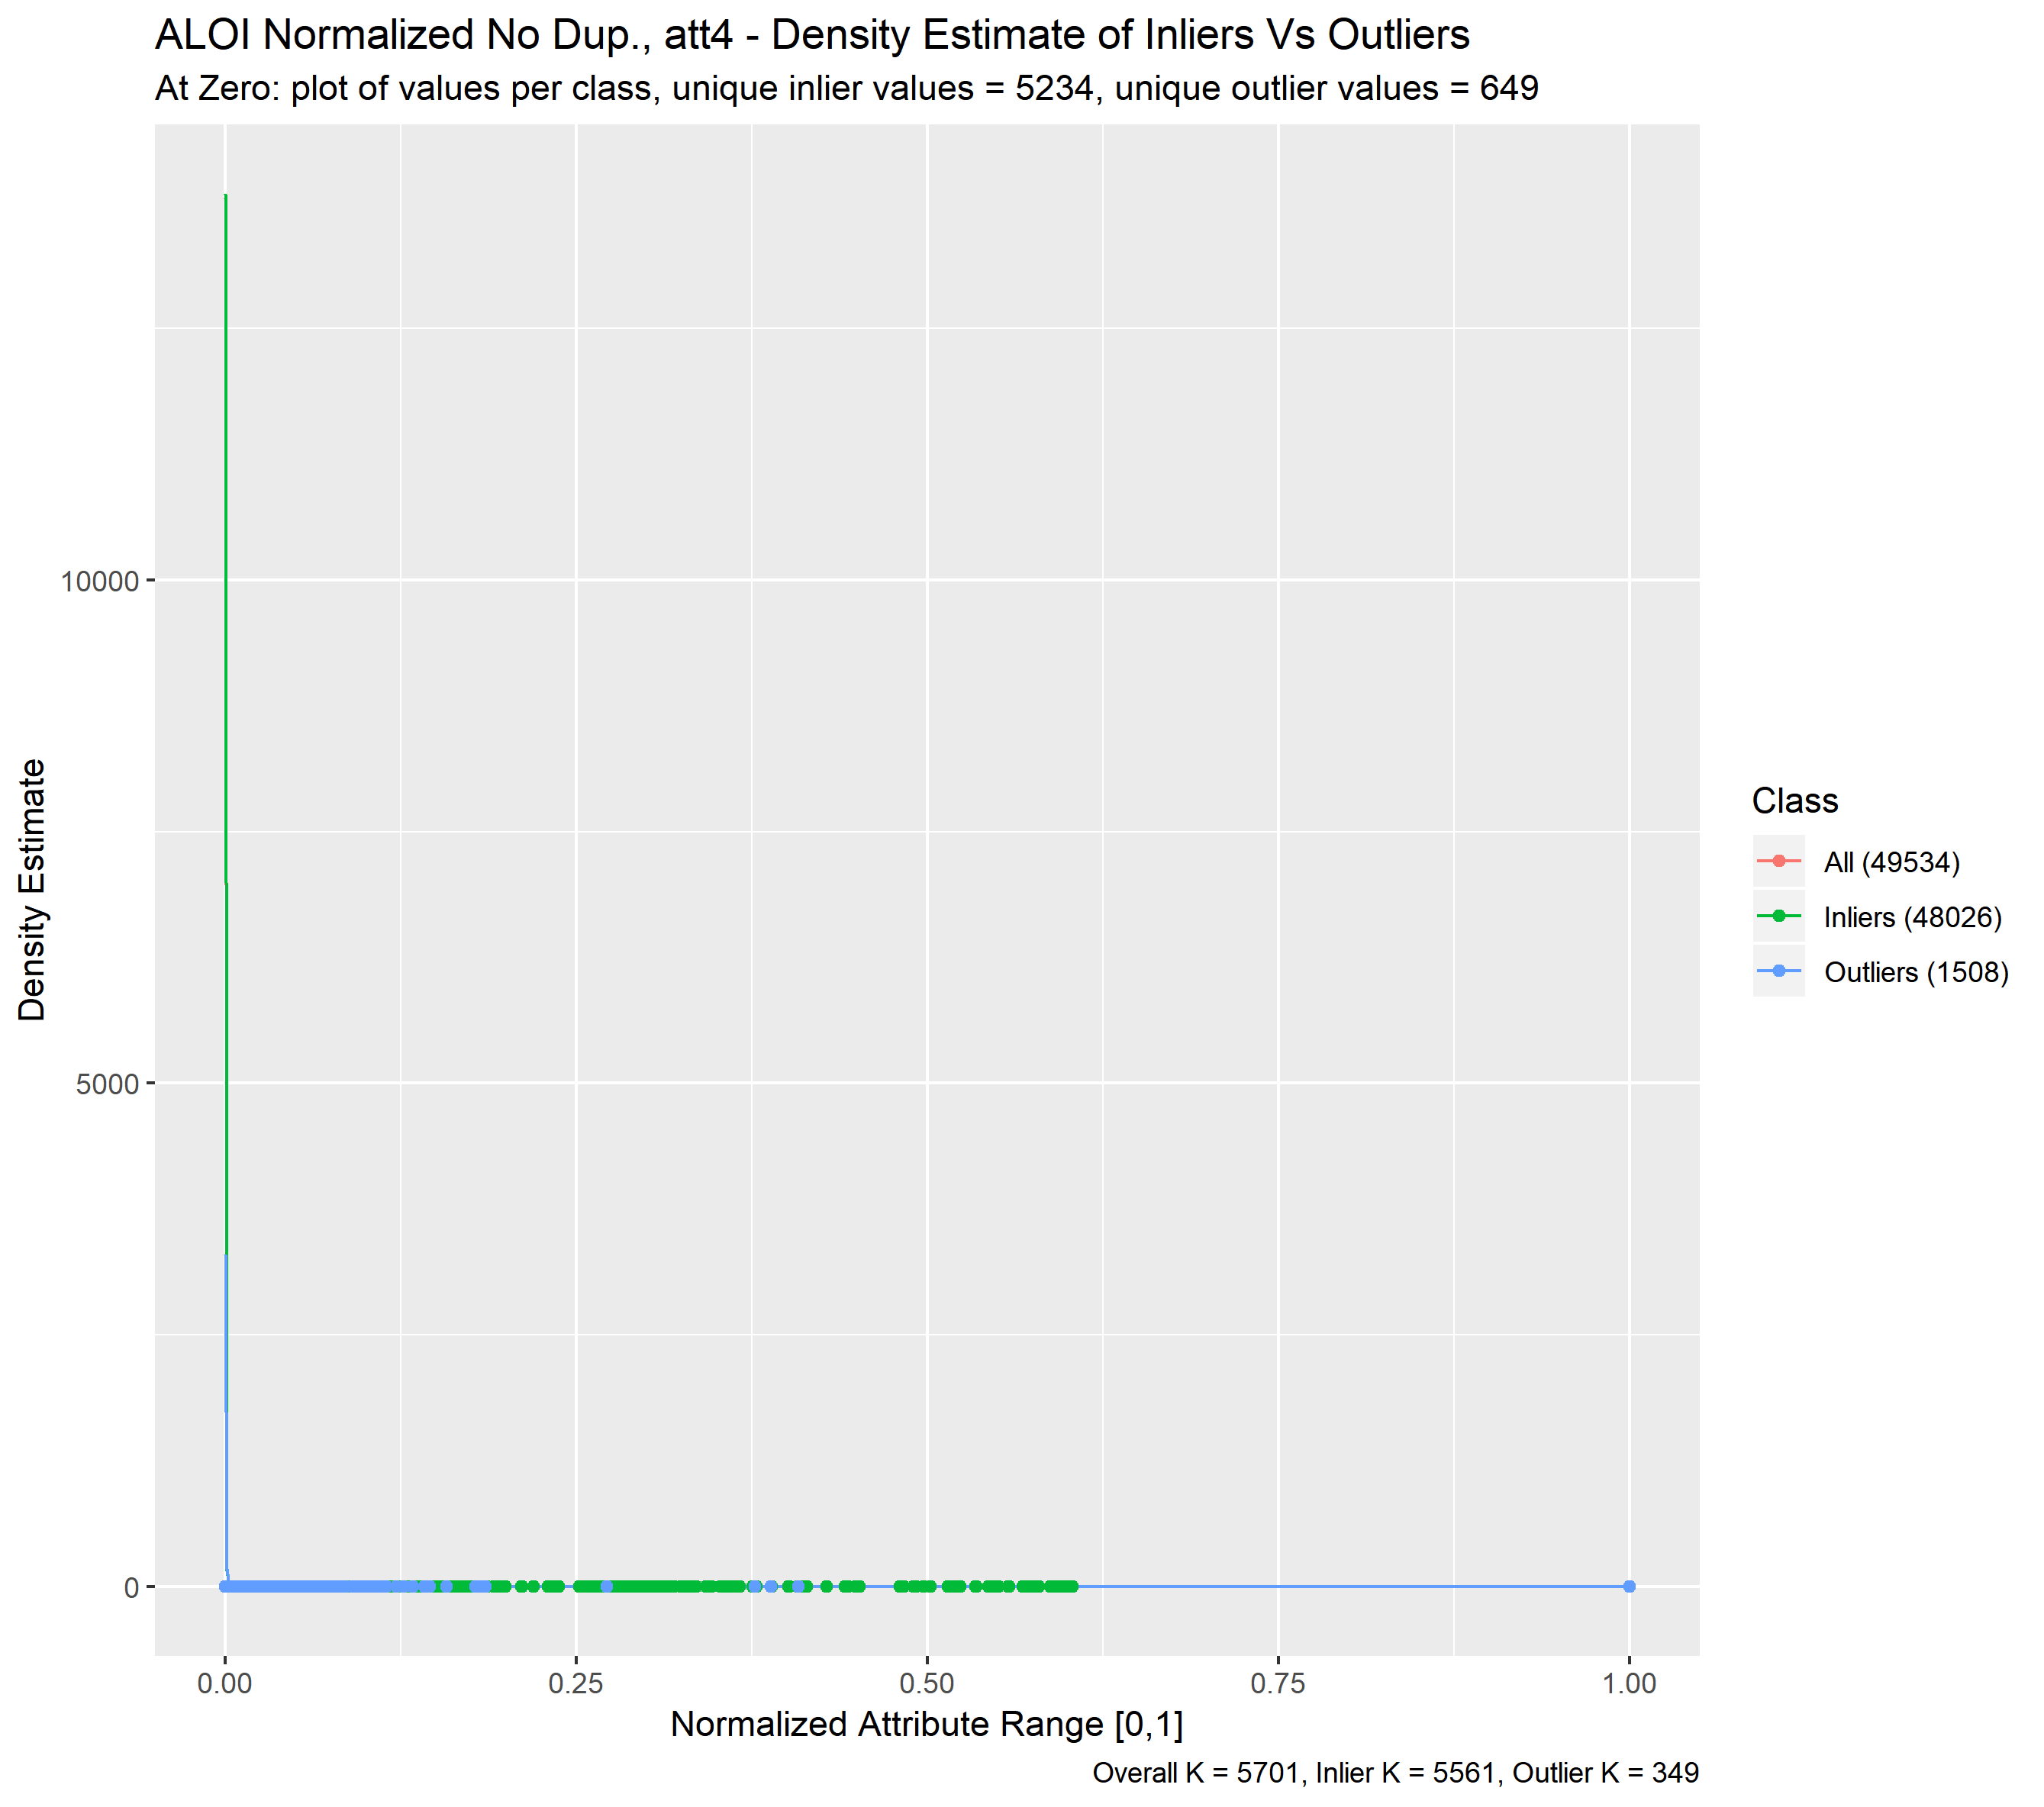 ALOI Normalized No Dup., att4 - Density Estimate of Inliers Vs Outliers
At Zero: plot of values per class, unique inlier values = 5234, unique outlier values = 649
10000
5000
0
Density Estimate
0.00 0.25 0.50 0.75 1.00
Normalized Attribute Range [0,1]
Overall K = 5701, Inlier K = 5561, Outlier K = 349
Class
All (49534)
Inliers (48026)
Outliers (1508)